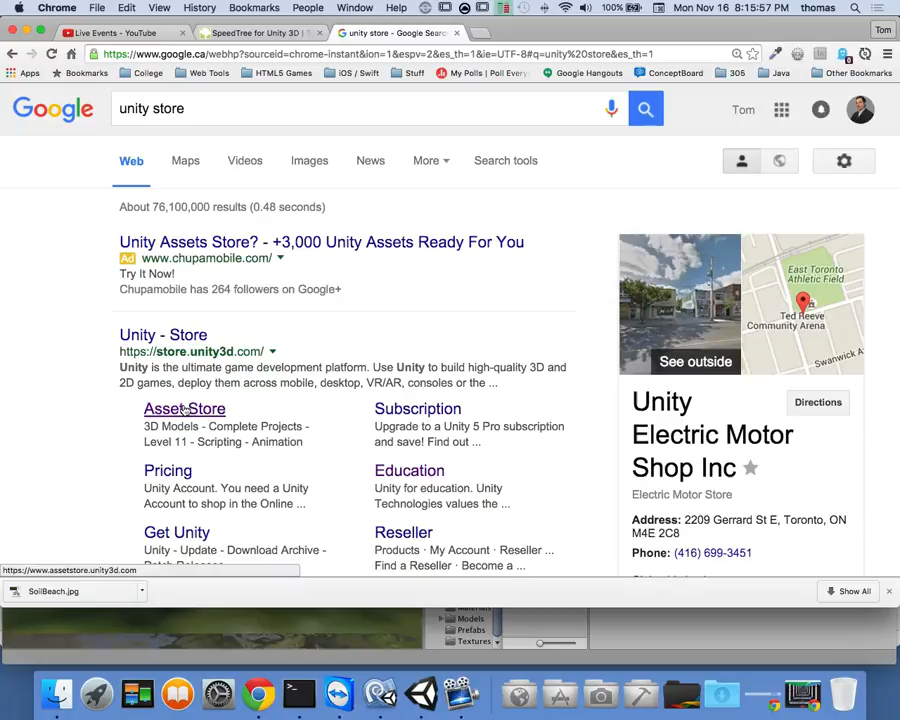 Chrome File Edit View History Bookmarks People Window Help 100% Mon Nov 16 8:15:57 PM thomas
Live Events - YouTube × SpeedTree for Unity 3D | × unity store - Google Searc × Tom
https://www.google.ca/webhp?sourceid=chrome-instant&ion=1&espv=2&es_th=1&ie=UTF-8#q=unity%20store&es_th=1
Apps Bookmarks College Web Tools HTML5 Games iOS / Swift Stuff My Polls | Poll Every Google Hangouts ConceptBoard 305 Java Other Bookmarks
Google unity store Tom
Web Maps Videos Images News More Search tools
About 76,100,000 results (0.48 seconds)
Unity Assets Store? - +3,000 Unity Assets Ready For You
Ad www.chupamobile.com/
Try It Now!
Chupamobile has 264 followers on Google+
Unity - Store
https://store.unity3d.com/
Unity is the ultimate game development platform. Use Unity to build high-quality 3D and
2D games, deploy them across mobile, desktop, VR/AR, consoles or the ...
Asset Store
3D Models - Complete Projects -
Level 11 - Scripting - Animation
Subscription
Upgrade to a Unity 5 Pro subscription
and save! Find out ...
Pricing
Unity Account. You need a Unity
Account to shop in the Online ...
Education
Unity for education. Unity
Technologies values the ...
Get Unity
Unity - Update - Download Archive -
Reseller
Products · My Account · Reseller ...
Find a Reseller · Become a ...
See outside
East Toronto
Athletic Field
Ted Reeve
Community Arena
Swanwick A
Unity
Electric Motor
Shop Inc
Directions
Electric Motor Store
Address: 2209 Gerrard St E, Toronto, ON
M4E 2C8
Phone: (416) 699-3451
https://www.assetstore.unity3d.com
SoilBeach.jpg Show All
Models
Prefabs
Textures